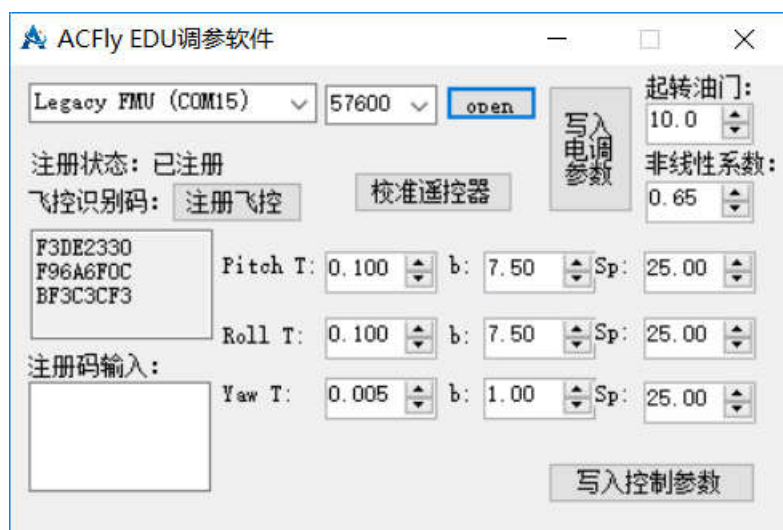 ACFly EDU调参软件
Legacy FMU (COM15) 57600 open
写入
电调
参数
起转油门:
10.0
注册状态: 已注册
非线性系数:
0.65
飞控识别码: 注册飞控
校准遥控器
F3DE2330
F96A6F0C
BF3C3CF3
Pitch T: 0.100 b: 7.50 Sp: 25.00
Roll T: 0.100 b: 7.50 Sp: 25.00
注册码输入:
Yaw T: 0.005 b: 1.00 Sp: 25.00
写入控制参数